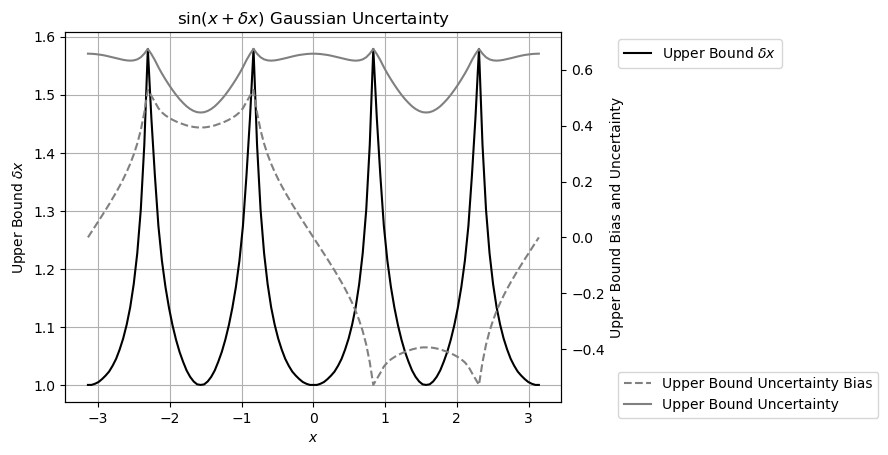 sin(x + δx) Gaussian Uncertainty
1.6
1.5
1.4
1.3
1.2
1.1
1.0
Upper Bound δx
−3
−2
−1
0
1
2
3
x
0.6
0.4
0.2
0.0
−0.2
−0.4
Upper Bound Bias and Uncertainty
Upper Bound δx
Upper Bound Uncertainty Bias
Upper Bound Uncertainty